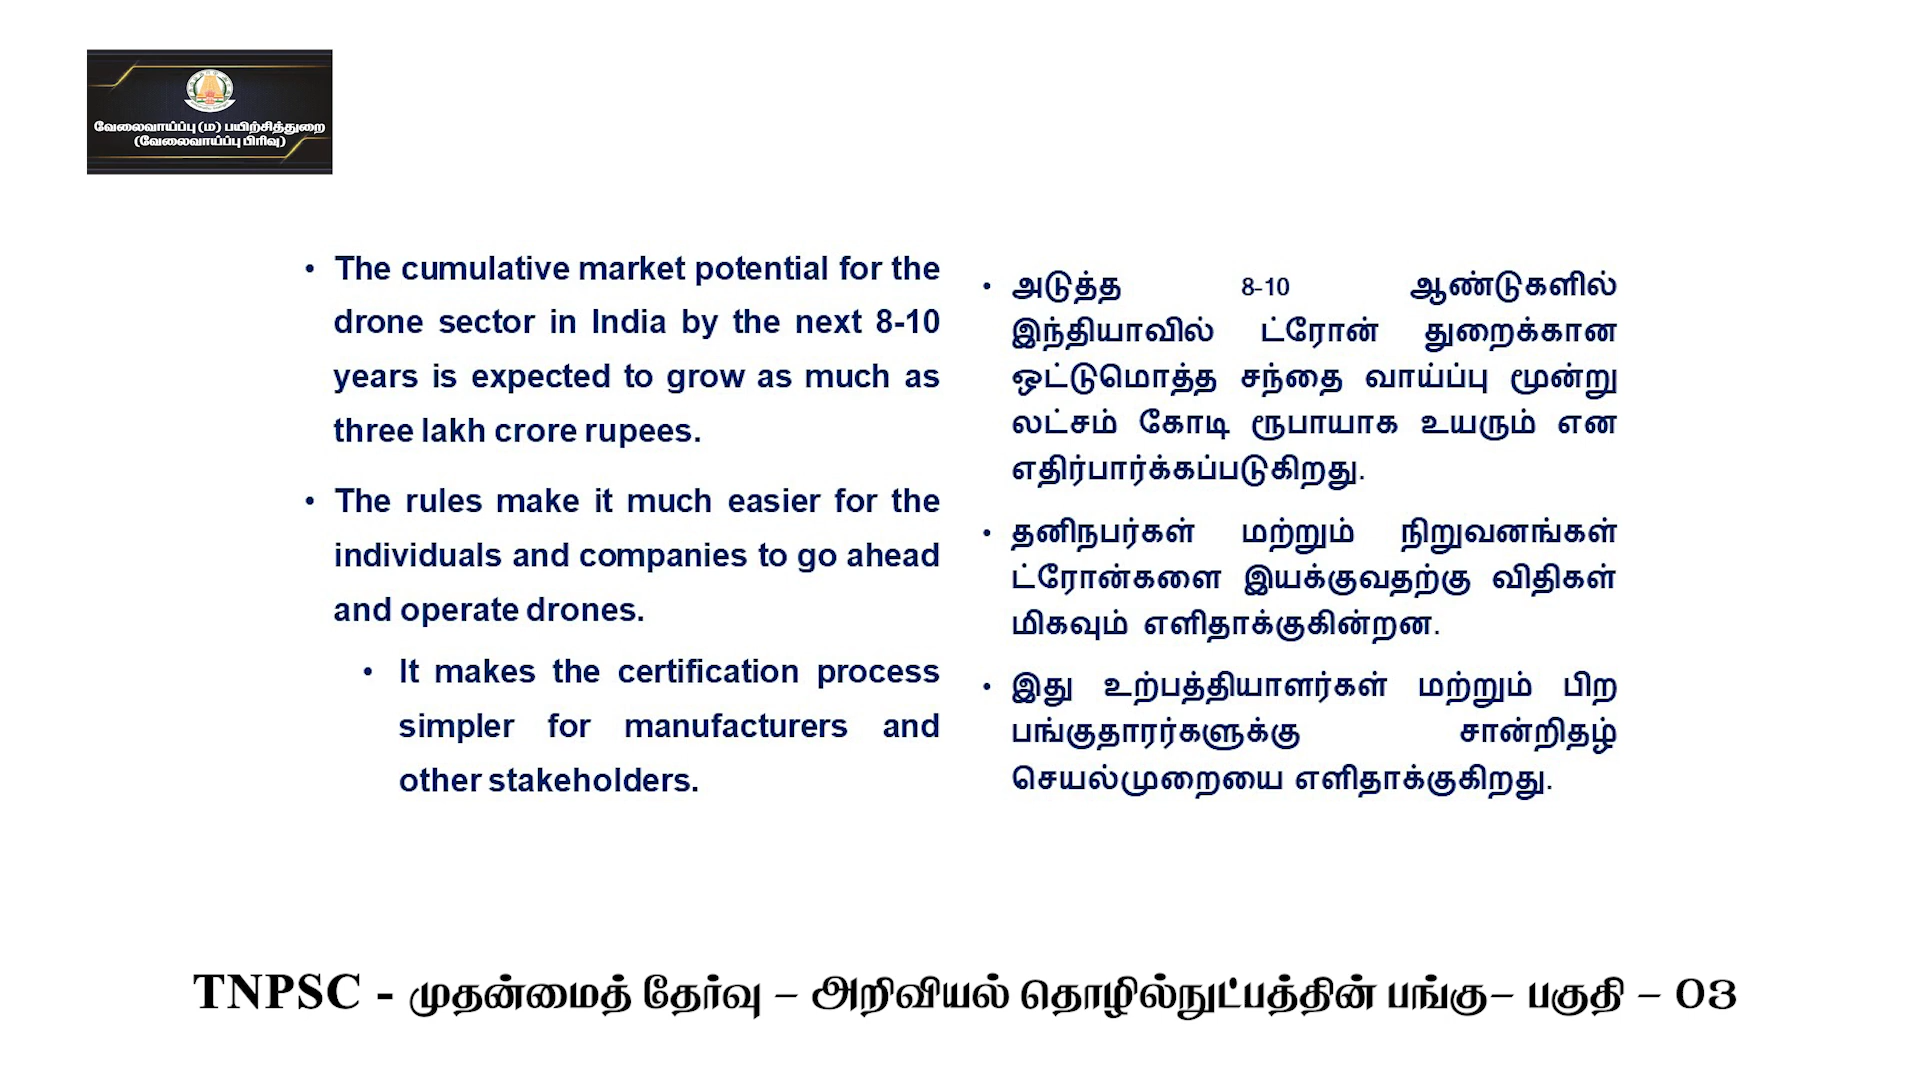 வேலைவாய்ப்பு (ம) பயிற்சித்துறை
(வேலைவாய்ப்பு பிரிவு)
• The cumulative market potential for the
drone sector in India by the next 8-10
years is expected to grow as much as
three lakh crore rupees.
• The rules make it much easier for the
individuals and companies to go ahead
and operate drones.
• It makes the certification process
simpler for manufacturers and
other stakeholders.
• அடுத்த 8-10 ஆண்டுகளில்
இந்தியாவில் ட்ரோன் துறைக்கான
ஒட்டுமொத்த சந்தை வாய்ப்பு மூன்று
லட்சம் கோடி ரூபாயாக உயரும் என
எதிர்பார்க்கப்படுகிறது.
• தனிநபர்கள் மற்றும் நிறுவனங்கள்
ட்ரோன்களை இயக்குவதற்கு விதிகள்
மிகவும் எளிதாக்குகின்றன.
• இது உற்பத்தியாளர்கள் மற்றும் பிற
பங்குதாரர்களுக்கு சான்றிதழ்
செயல்முறையை எளிதாக்குகிறது.
TNPSC - முதன்மைத் தேர்வு – அறிவியல் தொழில்நுட்பத்தின் பங்கு– பகுதி – 03